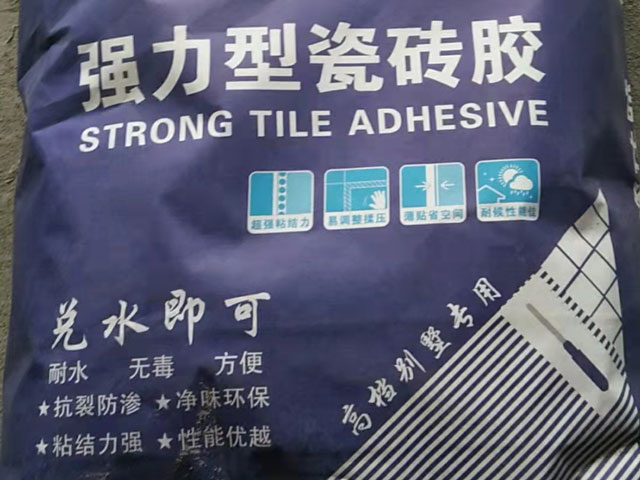 强力型瓷砖胶
STRONG TILE ADHESIVE
超强粘结力 易调整揉压 薄贴省空间 耐候性最佳
兑水即可
耐水 无毒 方便
★抗裂防渗 ★净味环保
★粘结力强 ★性能优越
高档别墅专用